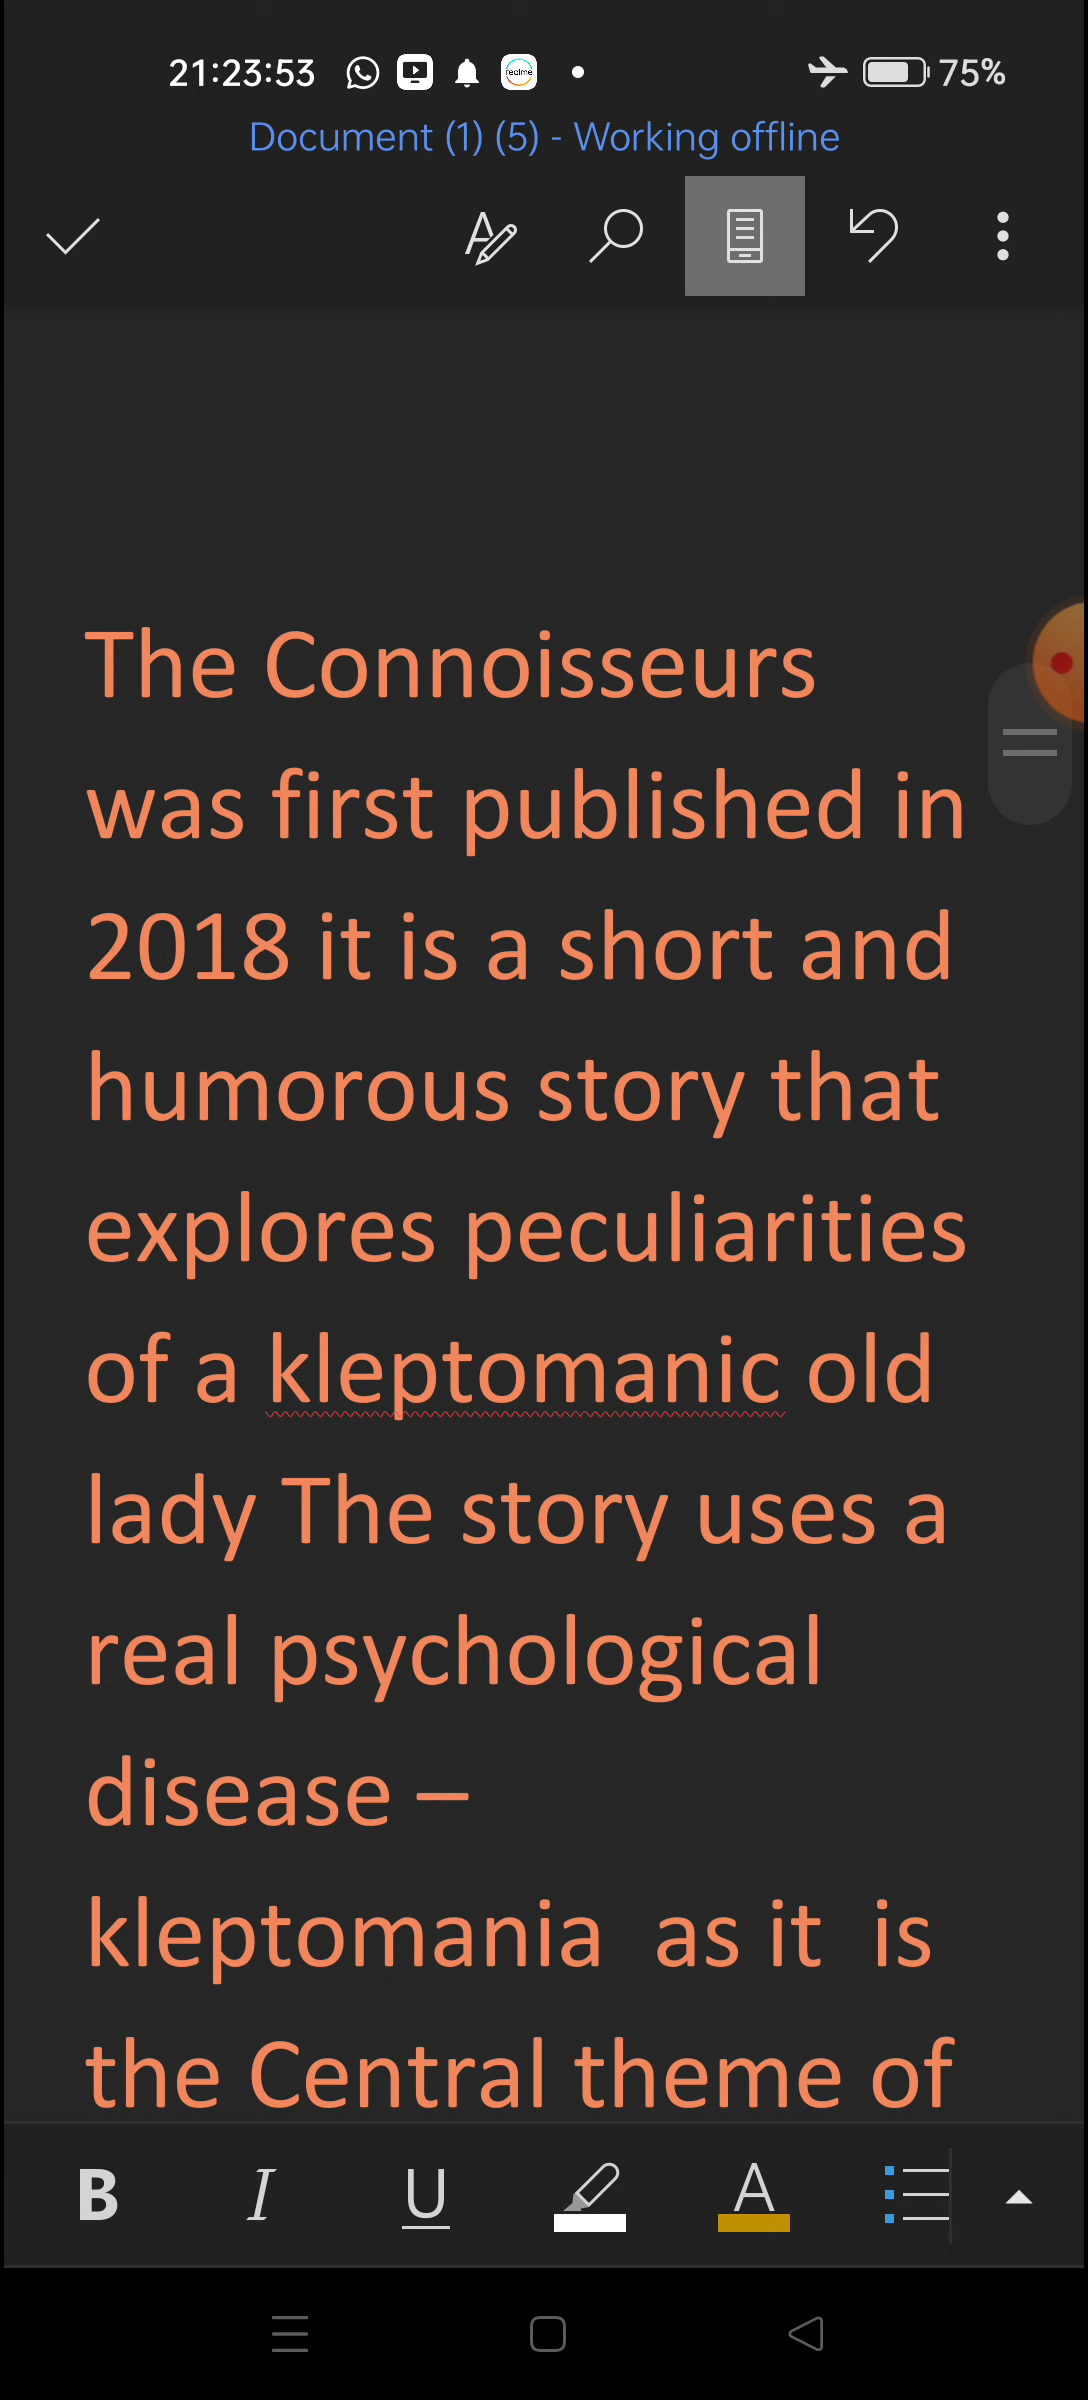 21:23:53 realme 75%
Document (1) (5) - Working offline
The Connoisseurs
was first published in
2018 it is a short and
humorous story that
explores peculiarities
of a kleptomanic old
lady The story uses a
real psychological
disease –
kleptomania  as it  is
the Central theme of
B I U A